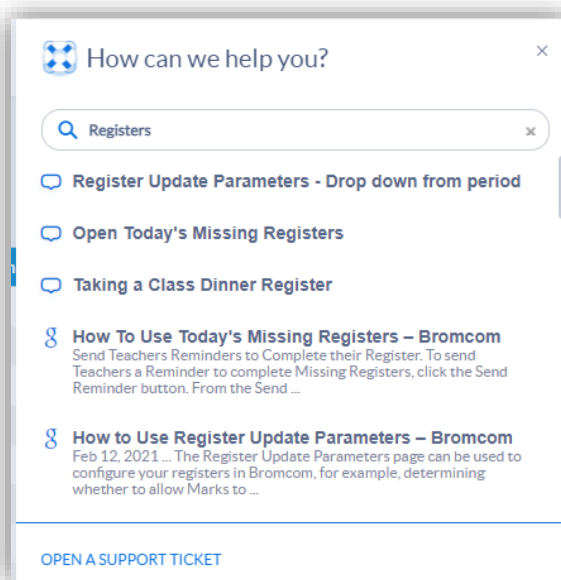 How can we help you?
Registers
Register Update Parameters - Drop down from period
Open Today's Missing Registers
Taking a Class Dinner Register
How To Use Today's Missing Registers – Bromcom
Send Teachers Reminders to Complete their Register. To send
Teachers a Reminder to complete Missing Registers, click the Send
Reminder button. From the Send ...
How to Use Register Update Parameters – Bromcom
Feb 12, 2021 ... The Register Update Parameters page can be used to
configure your registers in Bromcom, for example, determining
whether to allow Marks to ...
OPEN A SUPPORT TICKET